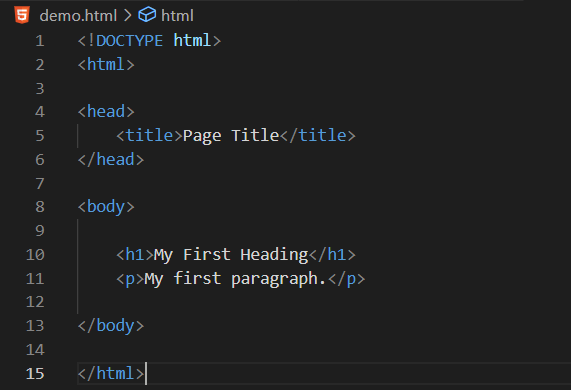 demo.html > html
1 <!DOCTYPE html>
2 <html>
3
4 <head>
5     <title>Page Title</title>
6 </head>
7
8 <body>
9
10     <h1>My First Heading</h1>
11     <p>My first paragraph.</p>
12
13 </body>
14
15 </html>